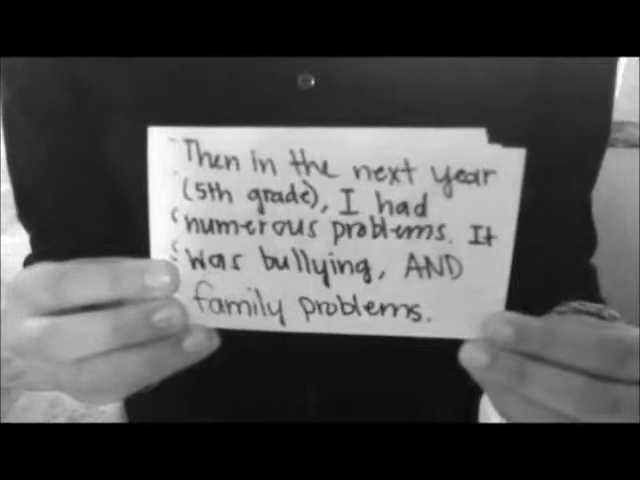 Then in the next year
(5th grade), I had
numerous problems. It
was bullying, AND
family problems.